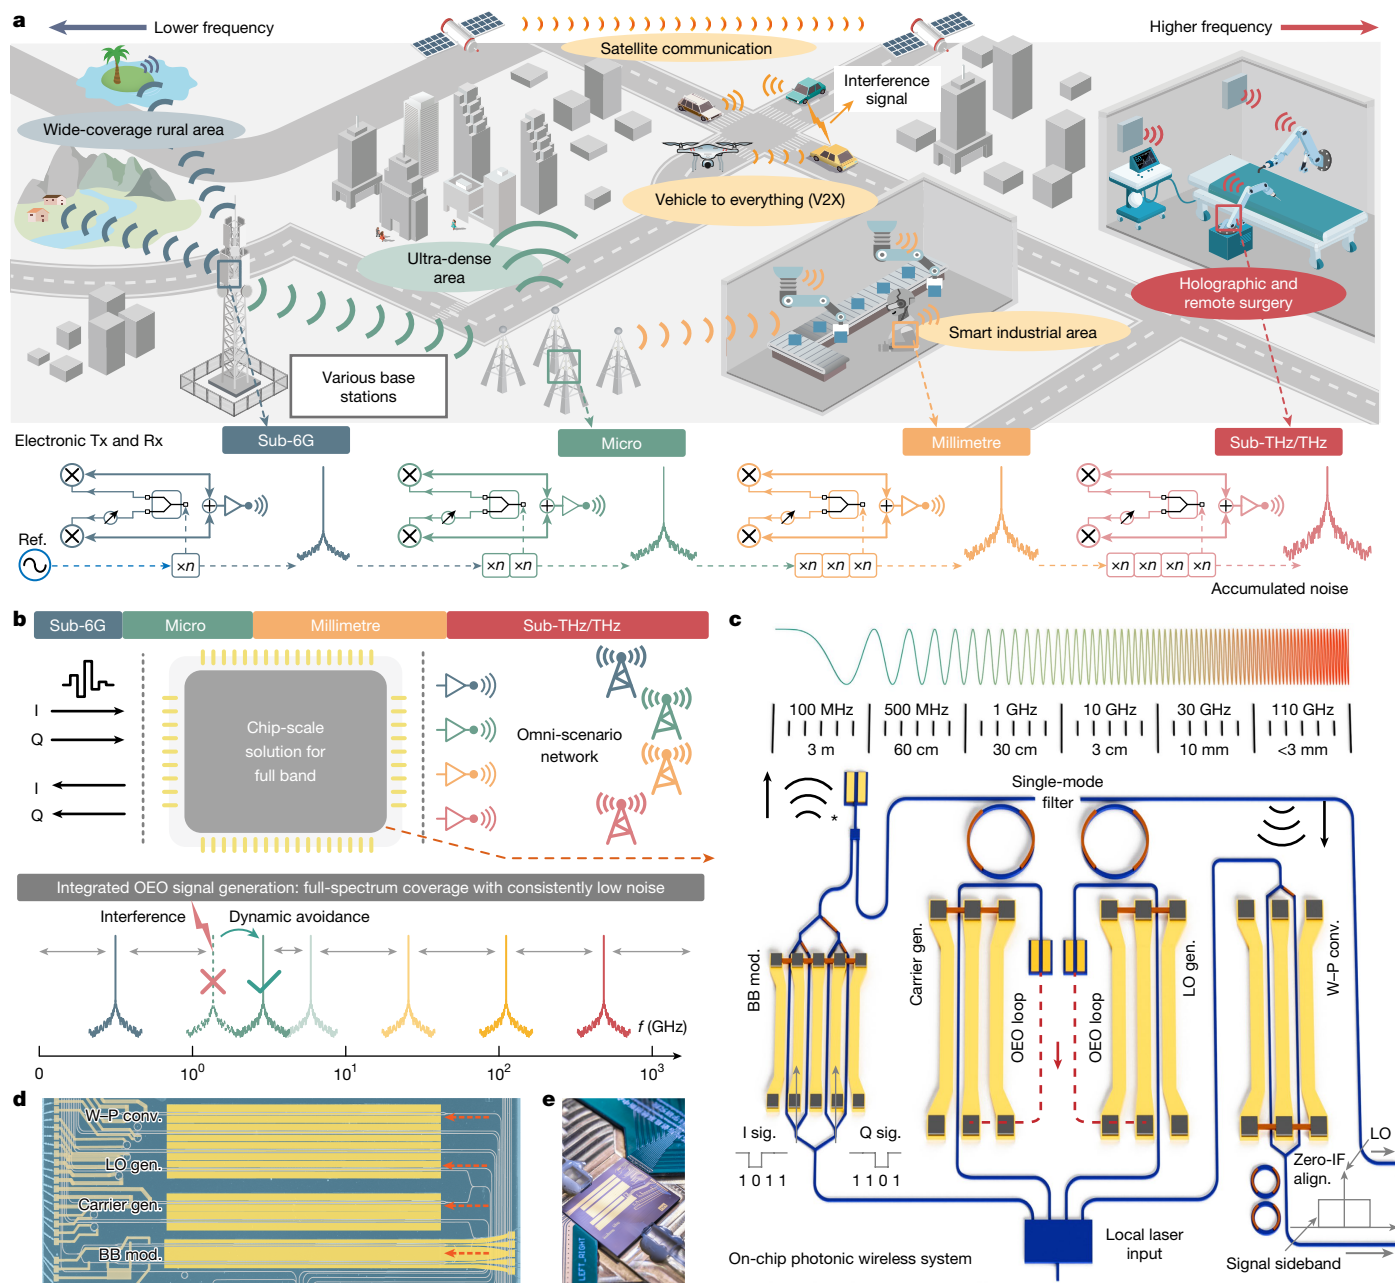 a
Lower frequency
Higher frequency
Satellite communication
Interference
signal
Wide-coverage rural area
Vehicle to everything (V2X)
Ultra-dense
area
Holographic and
remote surgery
Smart industrial area
Various base
stations
Electronic Tx and Rx
Sub-6G
Micro
Millimetre
Sub-THz/THz
Ref.
×n
×n ×n
×n ×n ×n
×n ×n ×n ×n
Accumulated noise
b
Sub-6G
Micro
Millimetre
Sub-THz/THz
I
Q
I
Q
Chip-scale
solution for
full band
Omni-scenario
network
Integrated OEO signal generation: full-spectrum coverage with consistently low noise
Interference
Dynamic avoidance
f (GHz)
0
10⁰
10¹
10²
10³
c
100 MHz
500 MHz
1 GHz
10 GHz
30 GHz
110 GHz
3 m
60 cm
30 cm
3 cm
10 mm
<3 mm
*
Single-mode
filter
BB mod.
Carrier gen.
OEO loop
OEO loop
LO gen.
W–P conv.
I sig.
1 0 1 1
Q sig.
1 1 0 1
LO
Zero-IF
align.
Local laser
input
Signal sideband
On-chip photonic wireless system
d
W–P conv.
LO gen.
Carrier gen.
BB mod.
e
LEFT_RIGHT